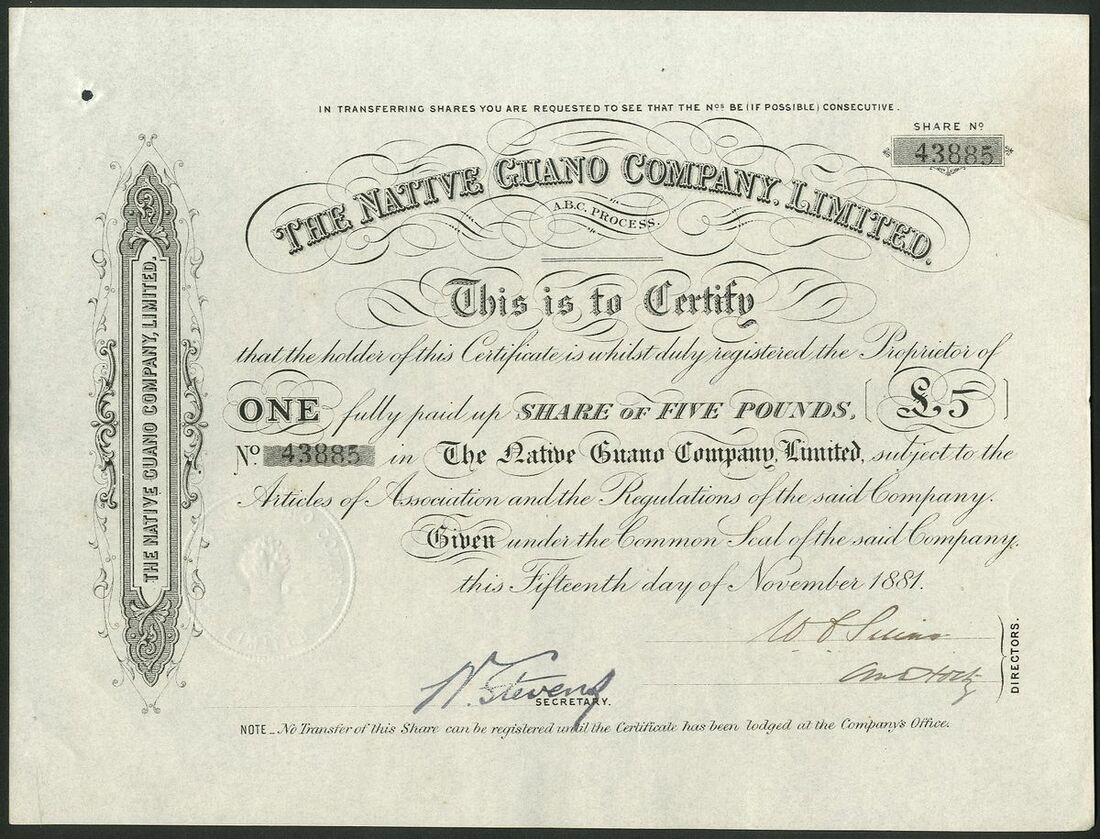 IN TRANSFERRING SHARES YOU ARE REQUESTED TO SEE THAT THE Nos BE (IF POSSIBLE) CONSECUTIVE.
SHARE No
43885
THE NATIVE GUANO COMPANY, LIMITED.
A.B.C. PROCESS.
This is to Certify
that the holder of this Certificate is whilst duly registered the Proprietor of
ONE fully paid up SHARE OF FIVE POUNDS. £5
No. 43885 in The Native Guano Company, Limited, subject to the
Articles of Association and the Regulations of the said Company.
Given under the Common Seal of the said Company.
this Fifteenth day of November 1881.
DIRECTORS.
W. Stevens
SECRETARY.
NOTE _ No Transfer of this Share can be registered until the Certificate has been lodged at the Company's Office.
THE NATIVE GUANO COMPANY, LIMITED.